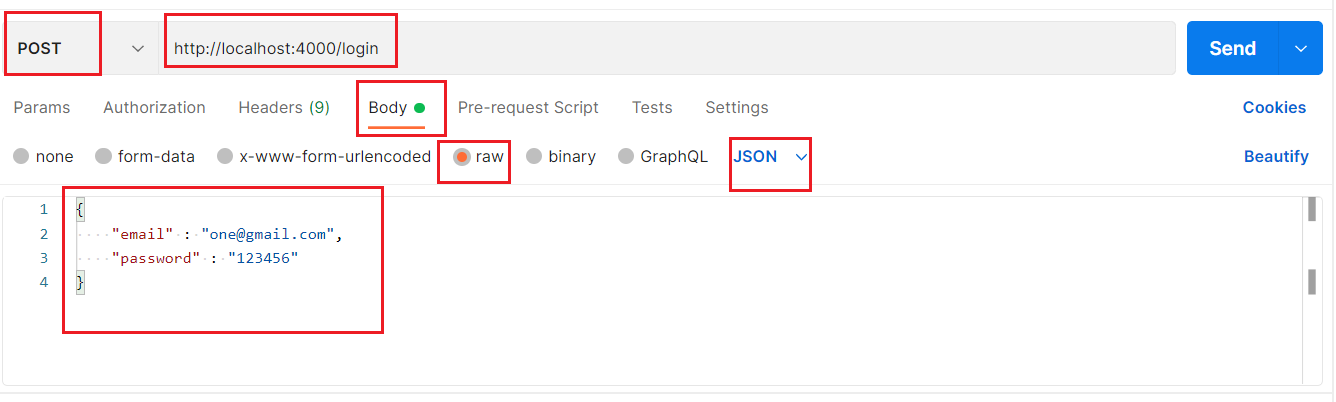 POST http://localhost:4000/login Send
Params Authorization Headers (9) Body Pre-request Script Tests Settings Cookies
none form-data x-www-form-urlencoded raw binary GraphQL JSON Beautify
1 {
2 "email" : "one@gmail.com",
3 "password" : "123456"
4 }